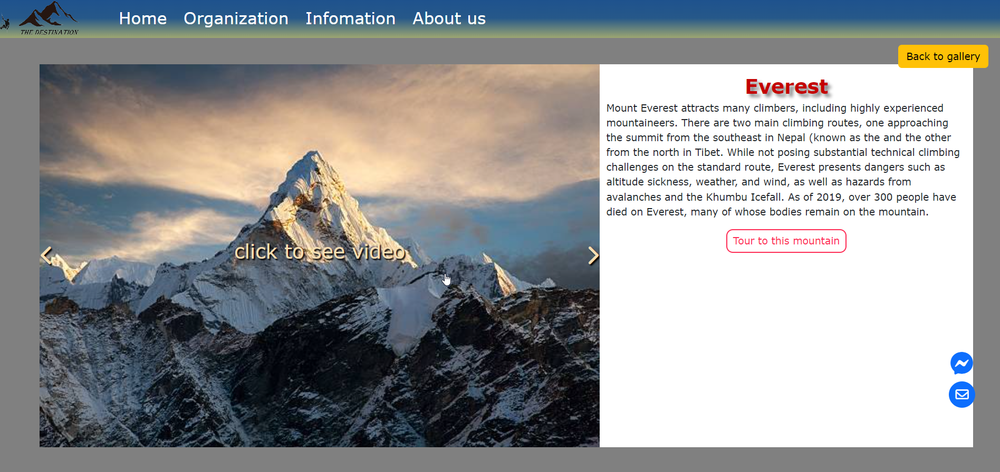 THE DESTINATION
Home Organization Infomation About us
Back to gallery
click to see video
Everest
Mount Everest attracts many climbers, including highly experienced
mountaineers. There are two main climbing routes, one approaching
the summit from the southeast in Nepal (known as the and the other
from the north in Tibet. While not posing substantial technical climbing
challenges on the standard route, Everest presents dangers such as
altitude sickness, weather, and wind, as well as hazards from
avalanches and the Khumbu Icefall. As of 2019, over 300 people have
died on Everest, many of whose bodies remain on the mountain.
Tour to this mountain